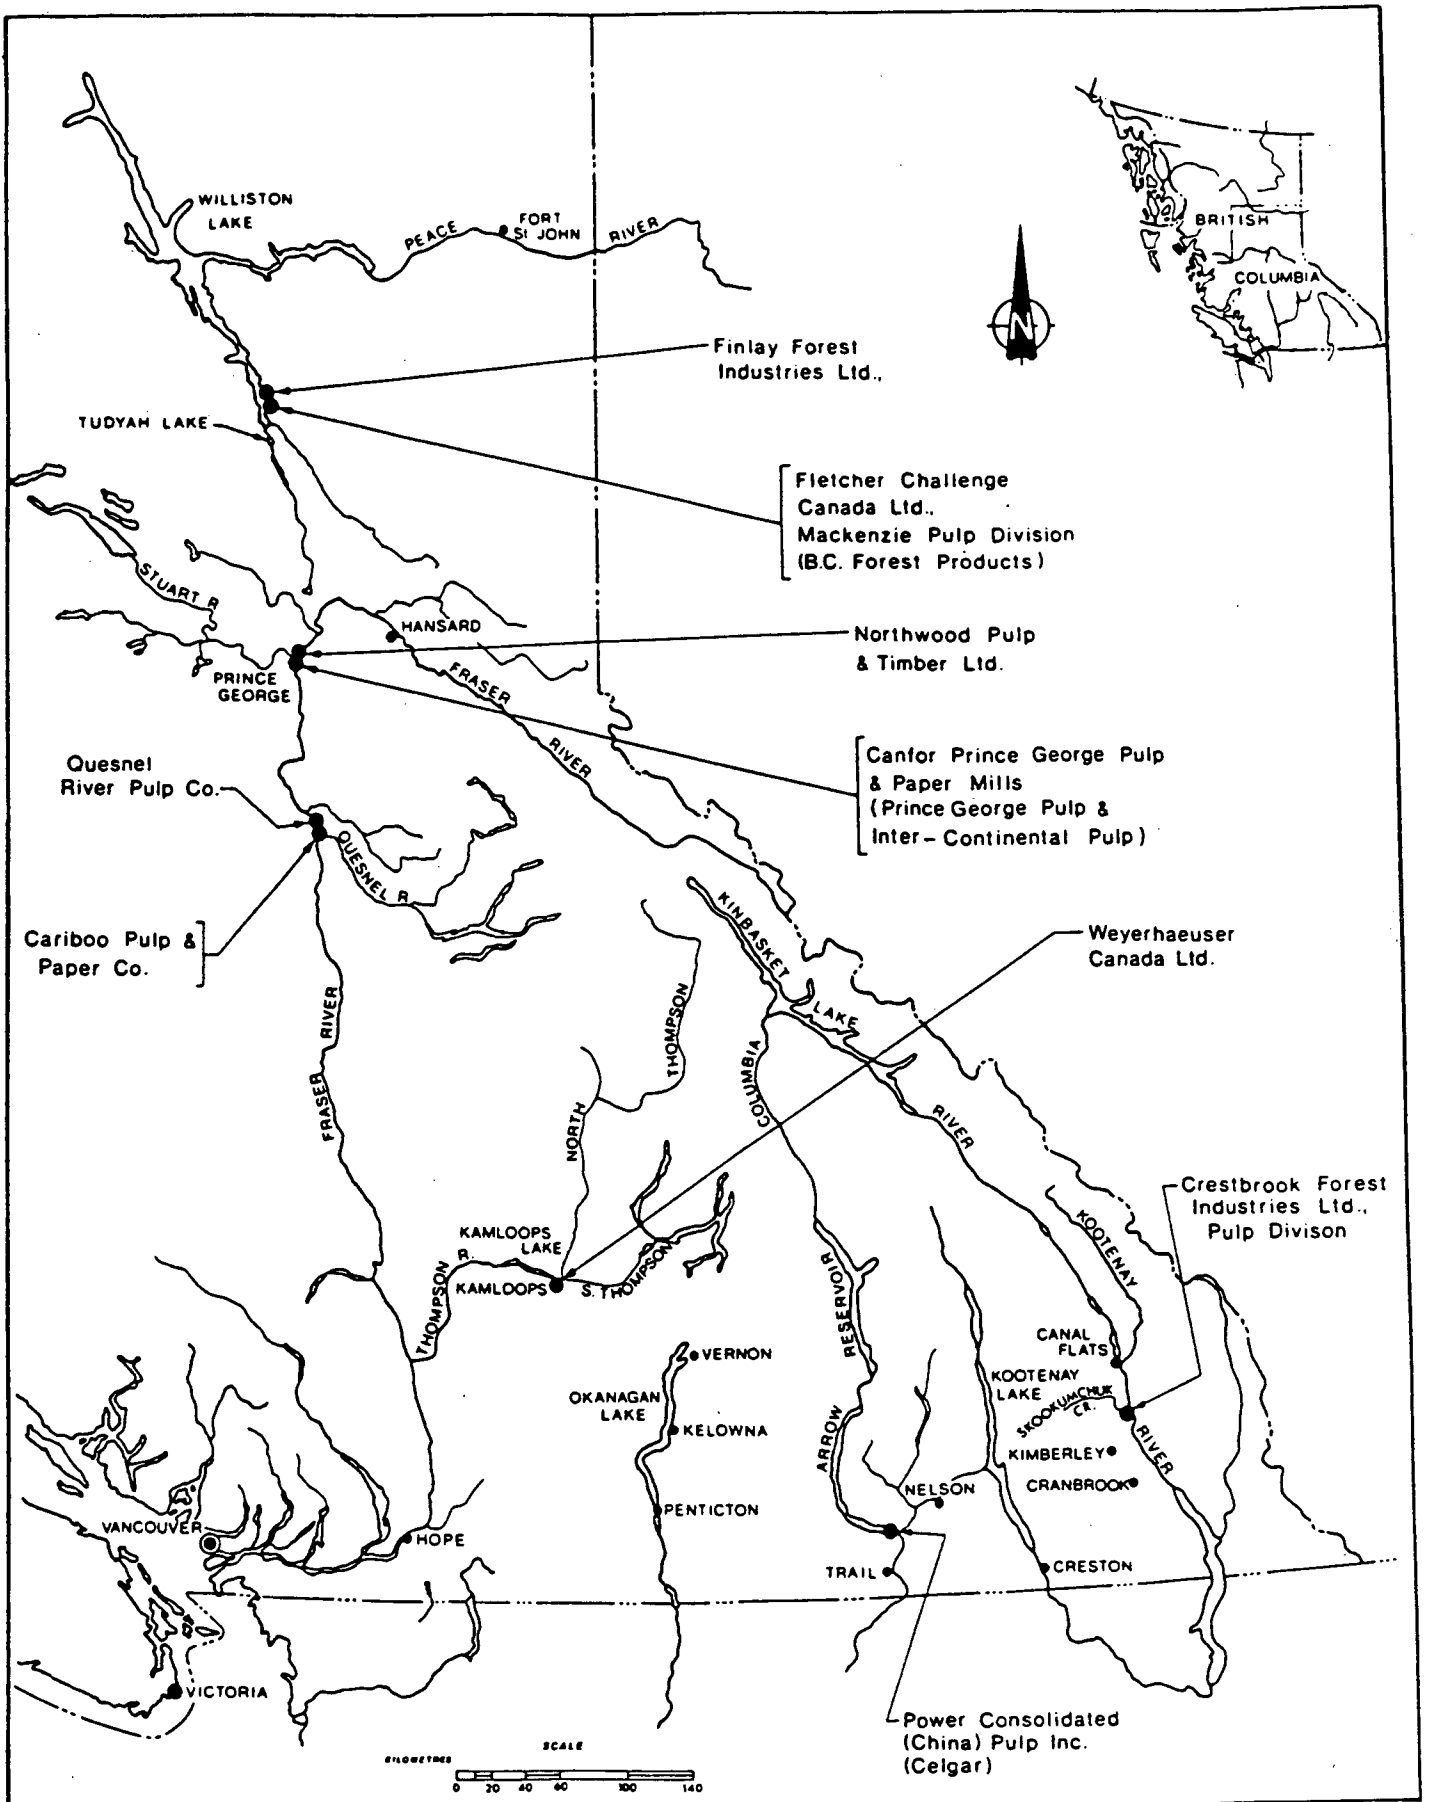 WILLISTON
LAKE
PEACE
FORT
St JOHN
RIVER
BRITISH
COLUMBIA
N
Finlay Forest
Industries Ltd.,
TUDYAH LAKE
Fletcher Challenge
Canada Ltd.,
Mackenzie Pulp Division
(B.C. Forest Products)
STUART R
HANSARD
Northwood Pulp
& Timber Ltd.
PRINCE
GEORGE
FRASER
RIVER
Canfor Prince George Pulp
& Paper Mills
(Prince George Pulp &
Inter-Continental Pulp)
Quesnel
River Pulp Co.
QUESNEL R
Cariboo Pulp &
Paper Co.
KINBASKET
LAKE
Weyerhaeuser
Canada Ltd.
FRASER RIVER
NORTH THOMPSON
COLUMBIA
RIVER
Crestbrook Forest
Industries Ltd.,
Pulp Divison
KOOTENAY
KAMLOOPS
LAKE
THOMPSON R.
KAMLOOPS
S. THOMPSON
ARROW RESERVOIR
CANAL
FLATS
VERNON
KOOTENAY
LAKE
SKOOKUMCHUK
CR.
OKANAGAN
LAKE
KELOWNA
KIMBERLEY
RIVER
CRANBROOK
NELSON
PENTICTON
VANCOUVER
HOPE
TRAIL
CRESTON
VICTORIA
Power Consolidated
(China) Pulp Inc.
(Celgar)
SCALE
KILOMETRES
0 20 40 60 100 140